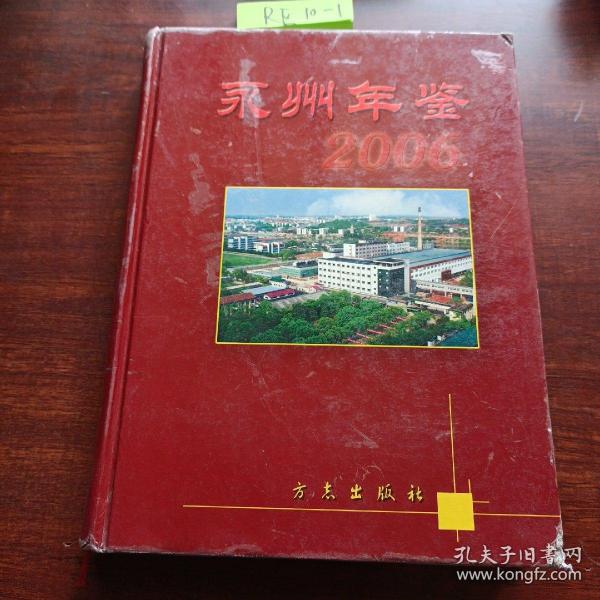 RE 10-1
永州年鉴
2006
方志出版社
孔夫子旧书网
www.kongfz.com